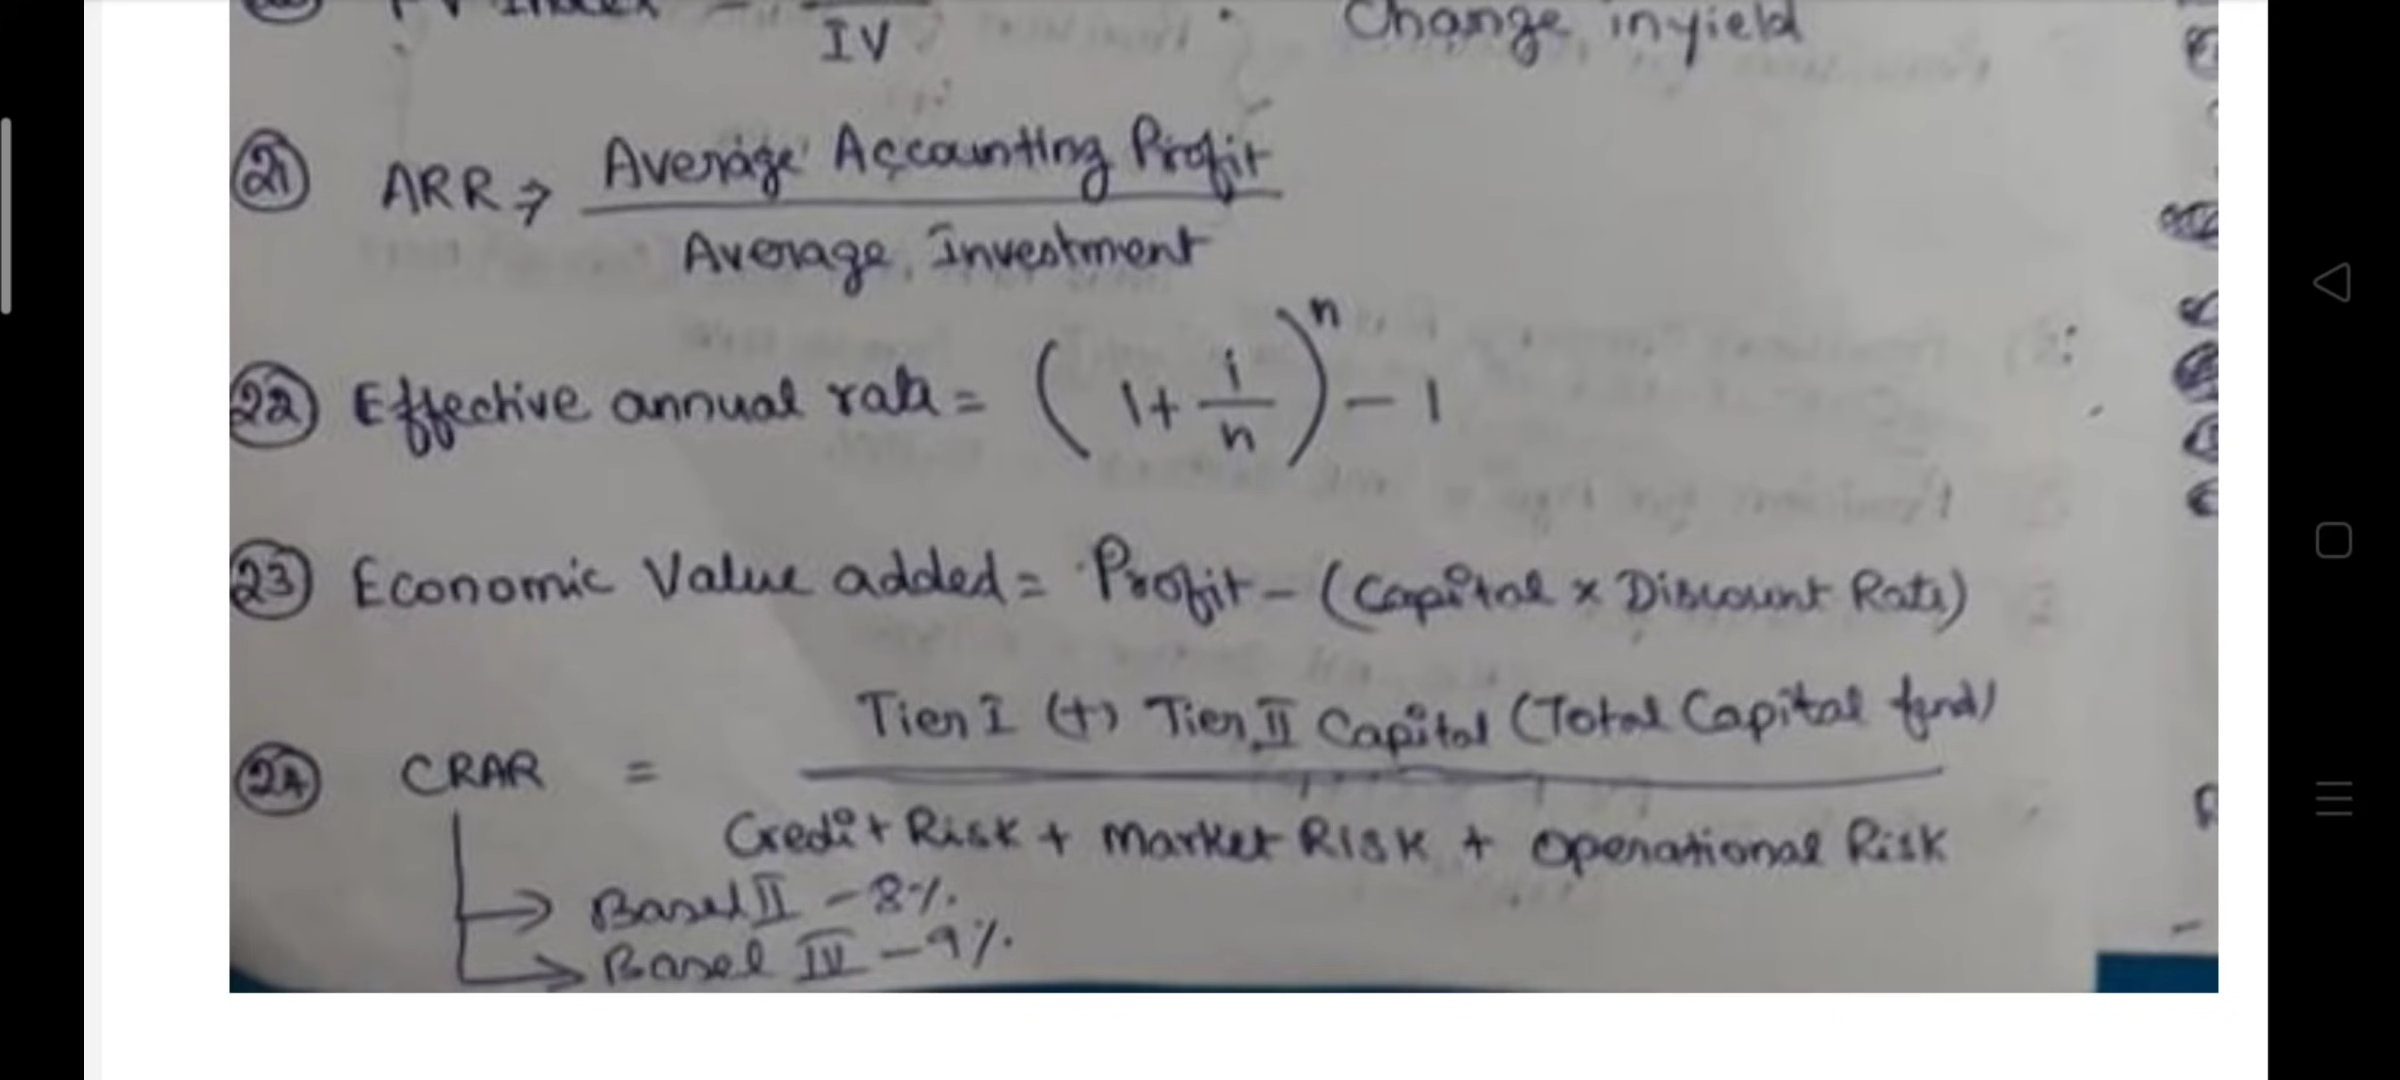 PV Index =
IV
Change in yield
21 ARR ⇒ Average Accounting Profit
Average Investment
22 Effective annual rate = ( 1 + i/n )^n - 1
23 Economic Value added = Profit - (Capital x Discount Rate)
24 CRAR = Tier I (+) Tier II Capital (Total Capital fund)
Credit Risk + Market Risk + Operational Risk
→ Basel II - 8%.
→ Basel IV - 9%.